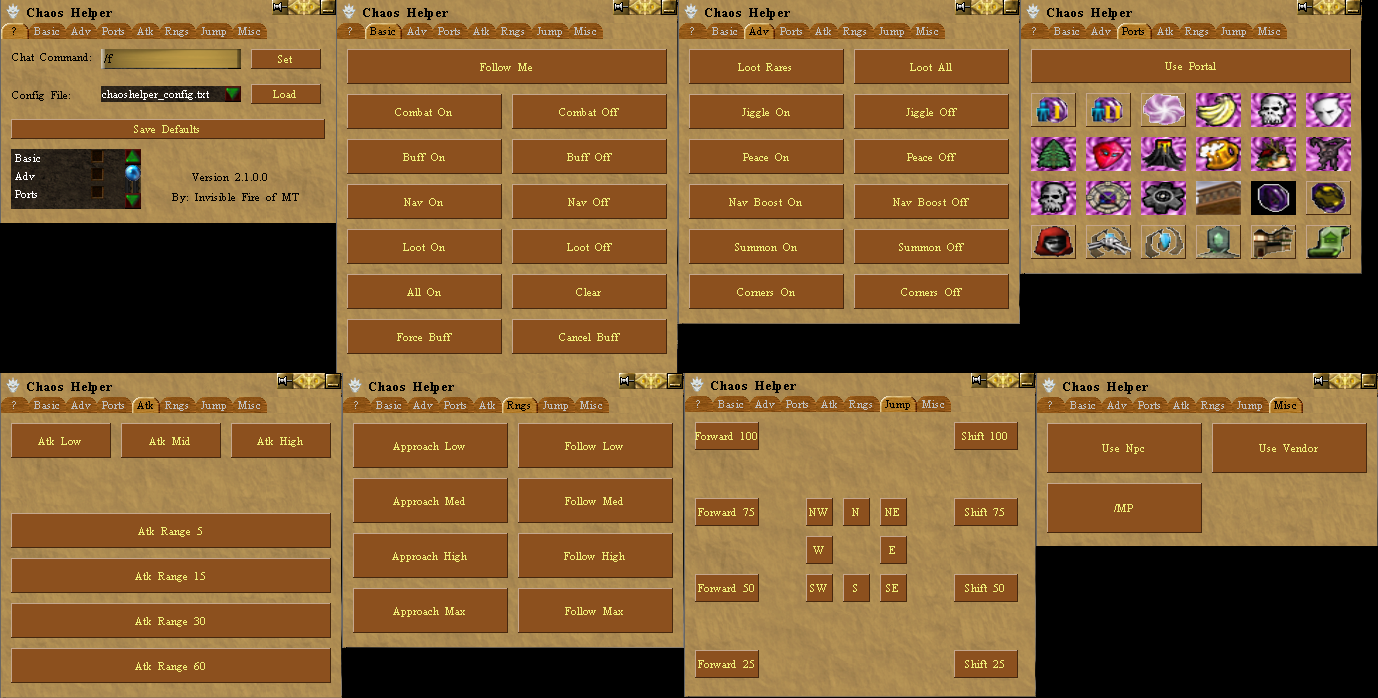 Chaos Helper
? Basic Adv Ports Atk Rngs Jump Misc
Chat Command: /f Set
Config File: chaoshelper_config.txt Load
Save Defaults
Basic
Adv
Ports
Version 2.1.0.0
By: Invisible Fire of MT
Chaos Helper
? Basic Adv Ports Atk Rngs Jump Misc
Follow Me
Combat On Combat Off
Buff On Buff Off
Nav On Nav Off
Loot On Loot Off
All On Clear
Force Buff Cancel Buff
Chaos Helper
? Basic Adv Ports Atk Rngs Jump Misc
Loot Rares Loot All
Jiggle On Jiggle Off
Peace On Peace Off
Nav Boost On Nav Boost Off
Summon On Summon Off
Corners On Corners Off
Chaos Helper
? Basic Adv Ports Atk Rngs Jump Misc
Use Portal
I II
Chaos Helper
? Basic Adv Ports Atk Rngs Jump Misc
Atk Low Atk Mid Atk High
Atk Range 5
Atk Range 15
Atk Range 30
Atk Range 60
Chaos Helper
? Basic Adv Ports Atk Rngs Jump Misc
Approach Low Follow Low
Approach Med Follow Med
Approach High Follow High
Approach Max Follow Max
Chaos Helper
? Basic Adv Ports Atk Rngs Jump Misc
Forward 100 Shift 100
Forward 75 NW N NE Shift 75
W E
Forward 50 SW S SE Shift 50
Forward 25 Shift 25
Chaos Helper
? Basic Adv Ports Atk Rngs Jump Misc
Use Npc Use Vendor
/MP